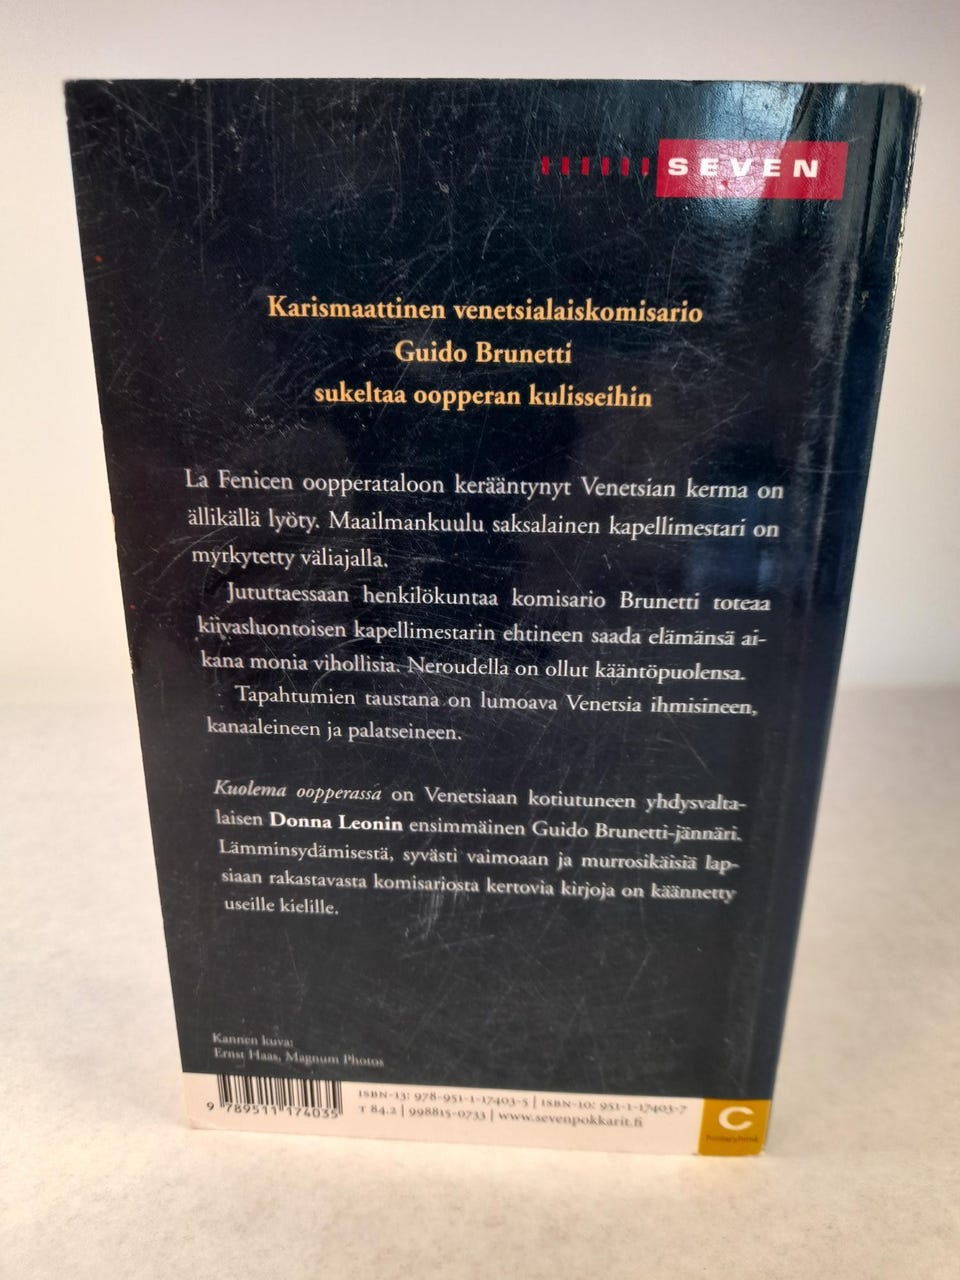 SEVEN
Karismaattinen venetsialaiskomisario
Guido Brunetti
sukeltaa oopperan kulisseihin
La Fenicen oopperataloon kerääntynyt Venetsian kerma on
ällikällä lyöty. Maailmankuulu saksalainen kapellimestari on
myrkytetty väliajalla.
Jututtaessaan henkilökuntaa komisario Brunetti toteaa
kiivasluontoisen kapellimestarin ehtineen saada elämänsä ai-
kana monia vihollisia. Neroudella on ollut kääntöpuolensa.
Tapahtumien taustana on lumoava Venetsia ihmisineen,
kanaaleineen ja palatseineen.
Kuolema oopperassa on Venetsiaan kotiutuneen yhdysvalta-
laisen Donna Leonin ensimmäinen Guido Brunetti-jännäri.
Lämminsydämisestä, syvästi vaimoaan ja murrosikäisiä lap-
siaan rakastavasta komisariosta kertovia kirjoja on käännetty
useille kielille.
Kannen kuva:
Ernst Haas, Magnum Photos
9 789511 174035
ISBN-13: 978-951-1-17403-5 | ISBN-10: 951-1-17403-7
T 84.2 | 998815-0733 | www.sevenpokkarit.fi
C
hintaryhmä